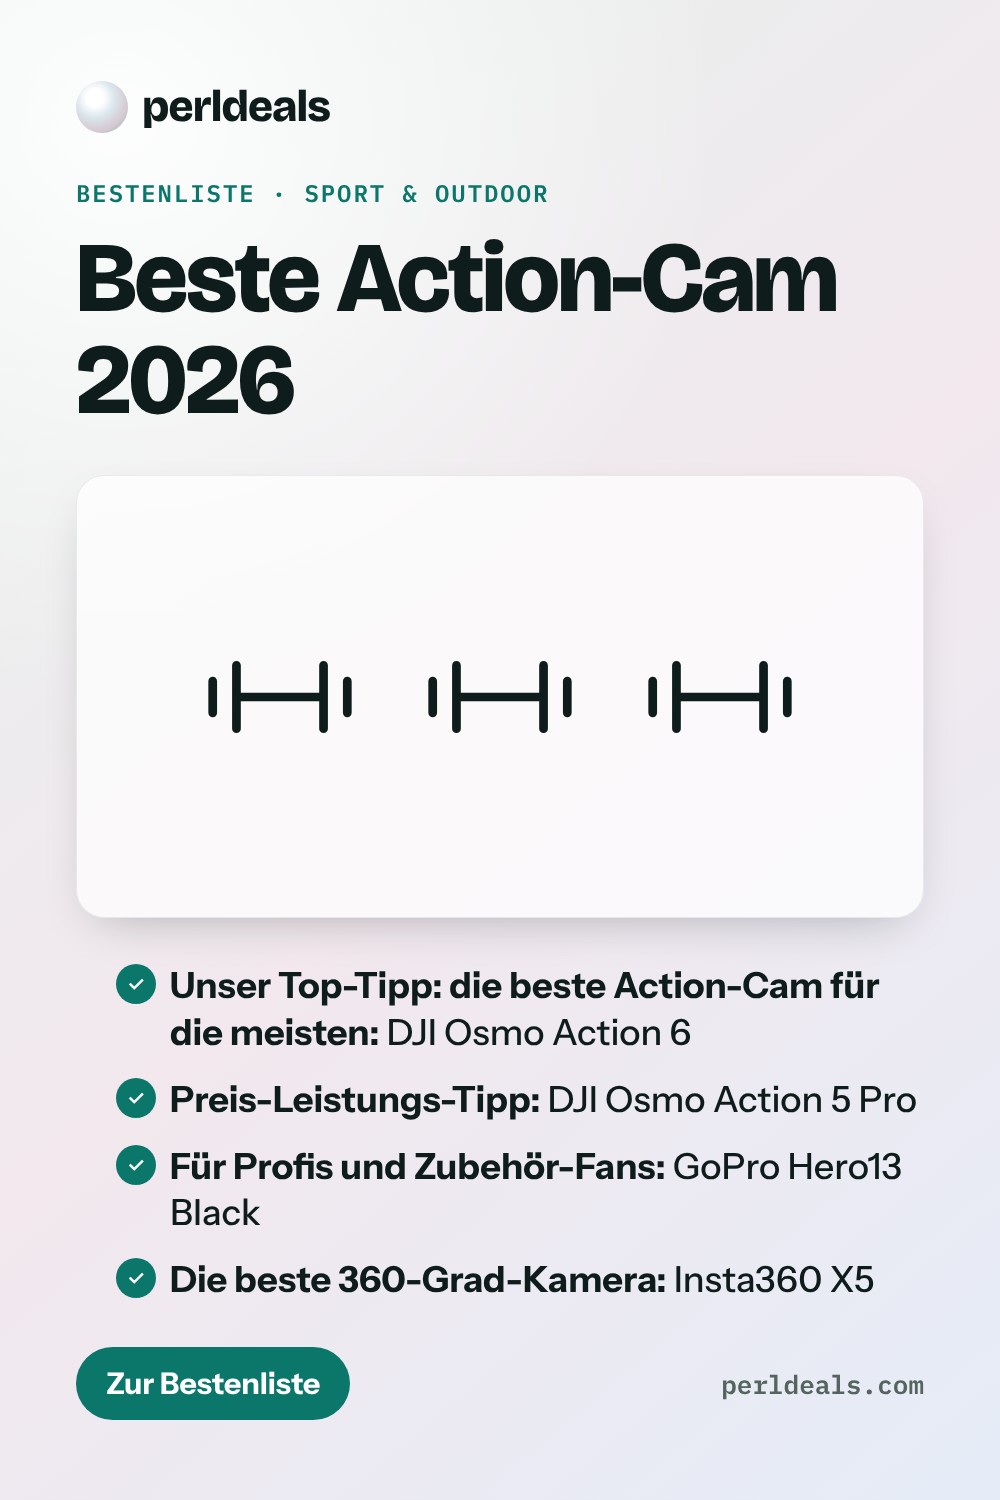 perldeals
BESTENLISTE · SPORT & OUTDOOR
Beste Action-Cam
2026
Unser Top-Tipp: die beste Action-Cam für
die meisten: DJI Osmo Action 6
Preis-Leistungs-Tipp: DJI Osmo Action 5 Pro
Für Profis und Zubehör-Fans: GoPro Hero13
Black
Die beste 360-Grad-Kamera: Insta360 X5
Zur Bestenliste
perldeals.com